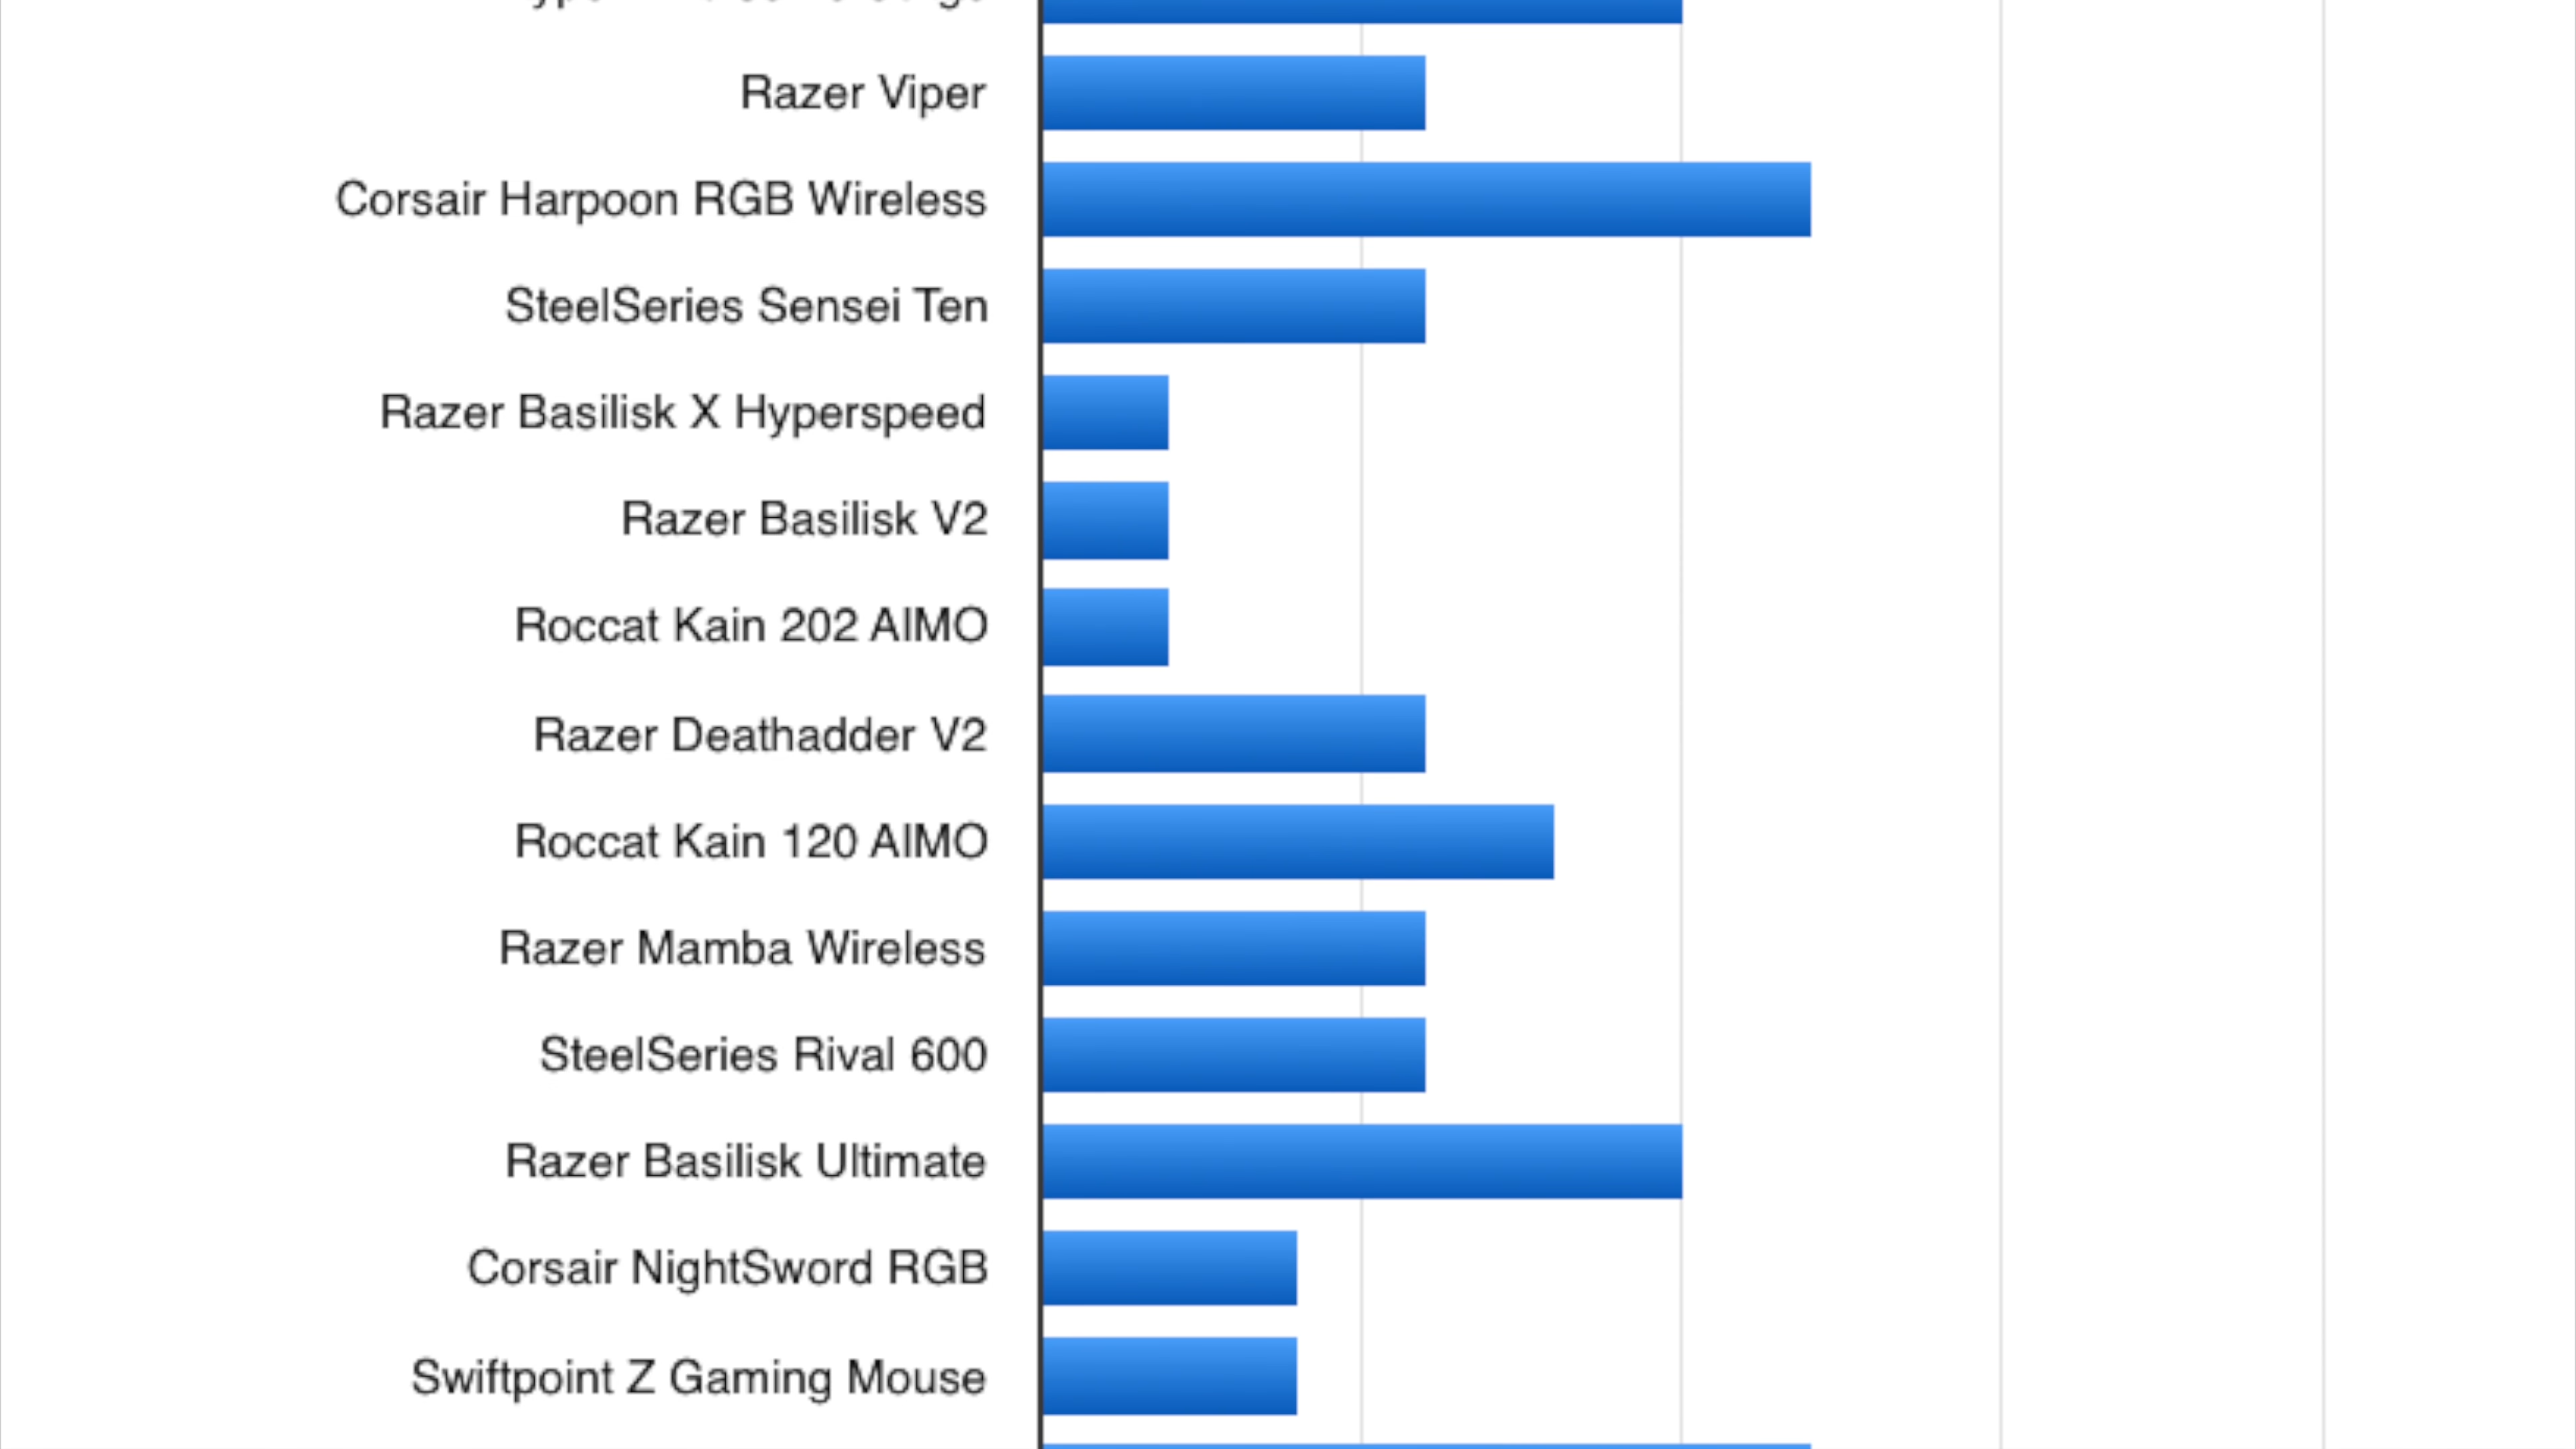 Razer Viper
Corsair Harpoon RGB Wireless
SteelSeries Sensei Ten
Razer Basilisk X Hyperspeed
Razer Basilisk V2
Roccat Kain 202 AIMO
Razer Deathadder V2
Roccat Kain 120 AIMO
Razer Mamba Wireless
SteelSeries Rival 600
Razer Basilisk Ultimate
Corsair NightSword RGB
Swiftpoint Z Gaming Mouse